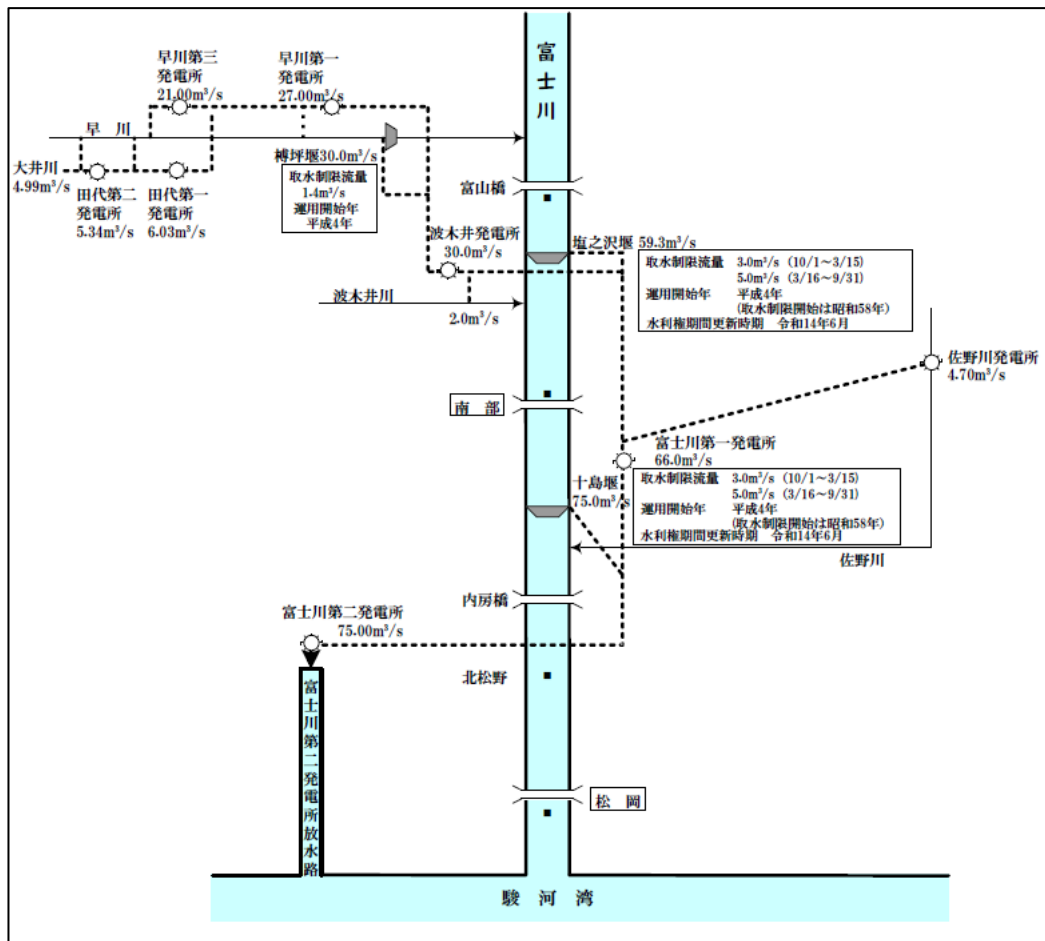 富士川
早川第三
発電所
21.00m³/s
早川第一
発電所
27.00m³/s
早 川
大井川
4.99m³/s
田代第二
発電所
5.34m³/s
田代第一
発電所
6.03m³/s
榑坪堰30.0m³/s
取水制限流量
1.4m³/s
運用開始年
平成4年
富山橋
波木井発電所
30.0m³/s
塩之沢堰 59.3m³/s
取水制限流量 3.0m³/s (10/1～3/15)
5.0m³/s (3/16～9/31)
運用開始年 平成4年
(取水制限開始は昭和58年)
水利権期間更新時期 令和14年6月
波木井川
2.0m³/s
佐野川発電所
4.70m³/s
南 部
富士川第一発電所
66.0m³/s
十島堰
75.0m³/s
取水制限流量 3.0m³/s (10/1～3/15)
5.0m³/s (3/16～9/31)
運用開始年 平成4年
(取水制限開始は昭和58年)
水利権期間更新時期 令和14年6月
佐野川
内房橋
富士川第二発電所
75.00m³/s
北松野
富士川第二発電所放水路
松 岡
駿 河 湾